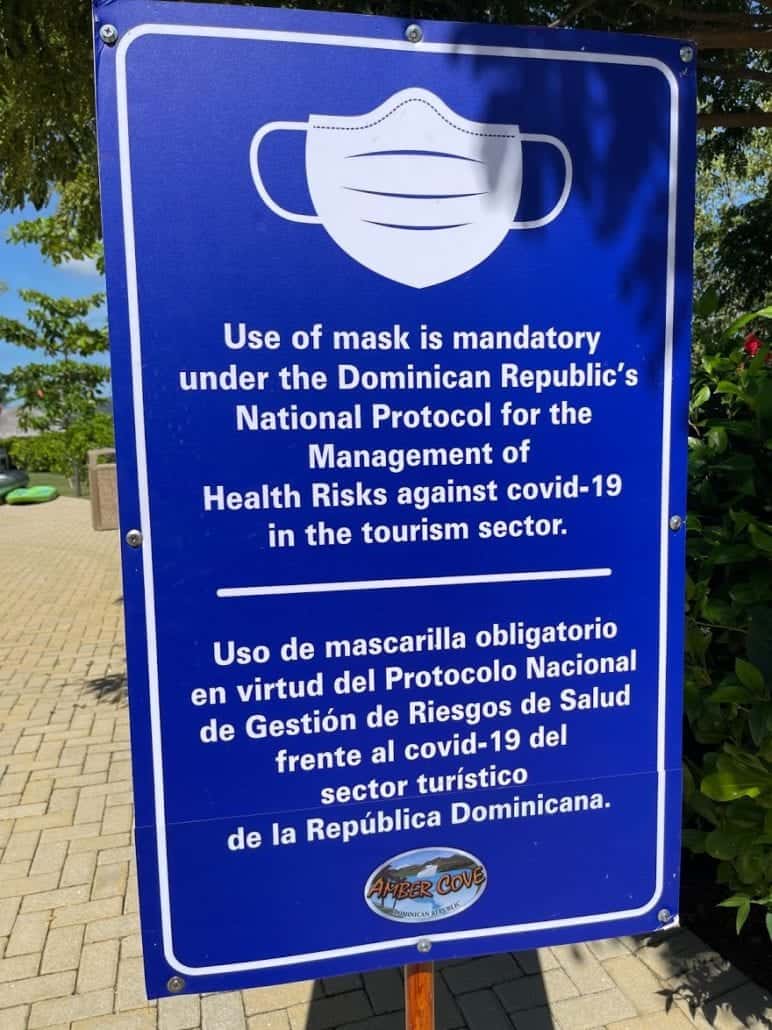 Use of mask is mandatory
under the Dominican Republic's
National Protocol for the
Management of
Health Risks against covid-19
in the tourism sector.
Uso de mascarilla obligatorio
en virtud del Protocolo Nacional
de Gestión de Riesgos de Salud
frente al covid-19 del
sector turístico
de la República Dominicana.
AMBER COVE
DOMINICAN REPUBLIC